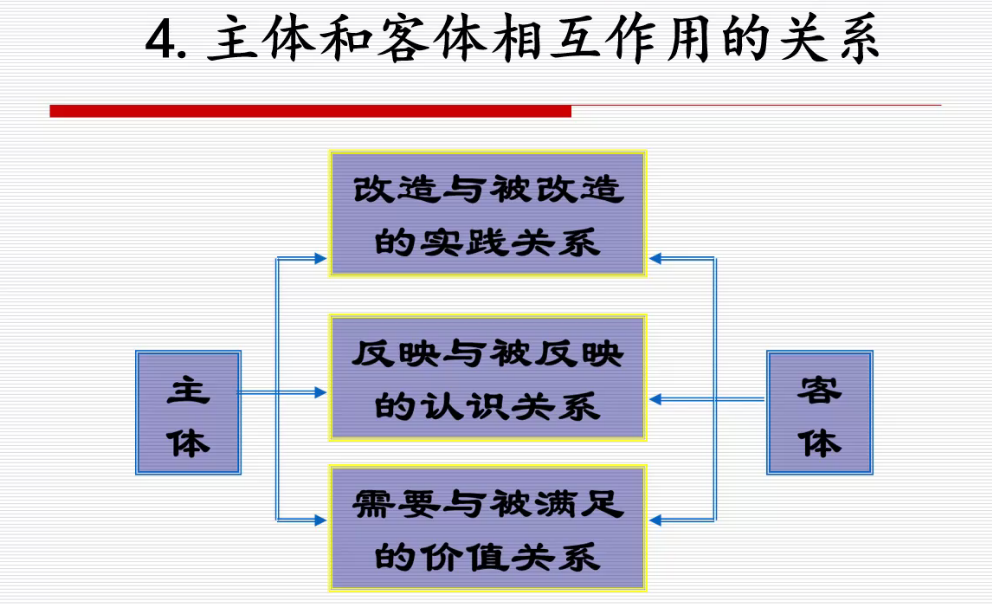 4. 主体和客体相互作用的关系
改造与被改造
的实践关系
反映与被反映
的认识关系
主
体
客
体
需要与被满足
的价值关系